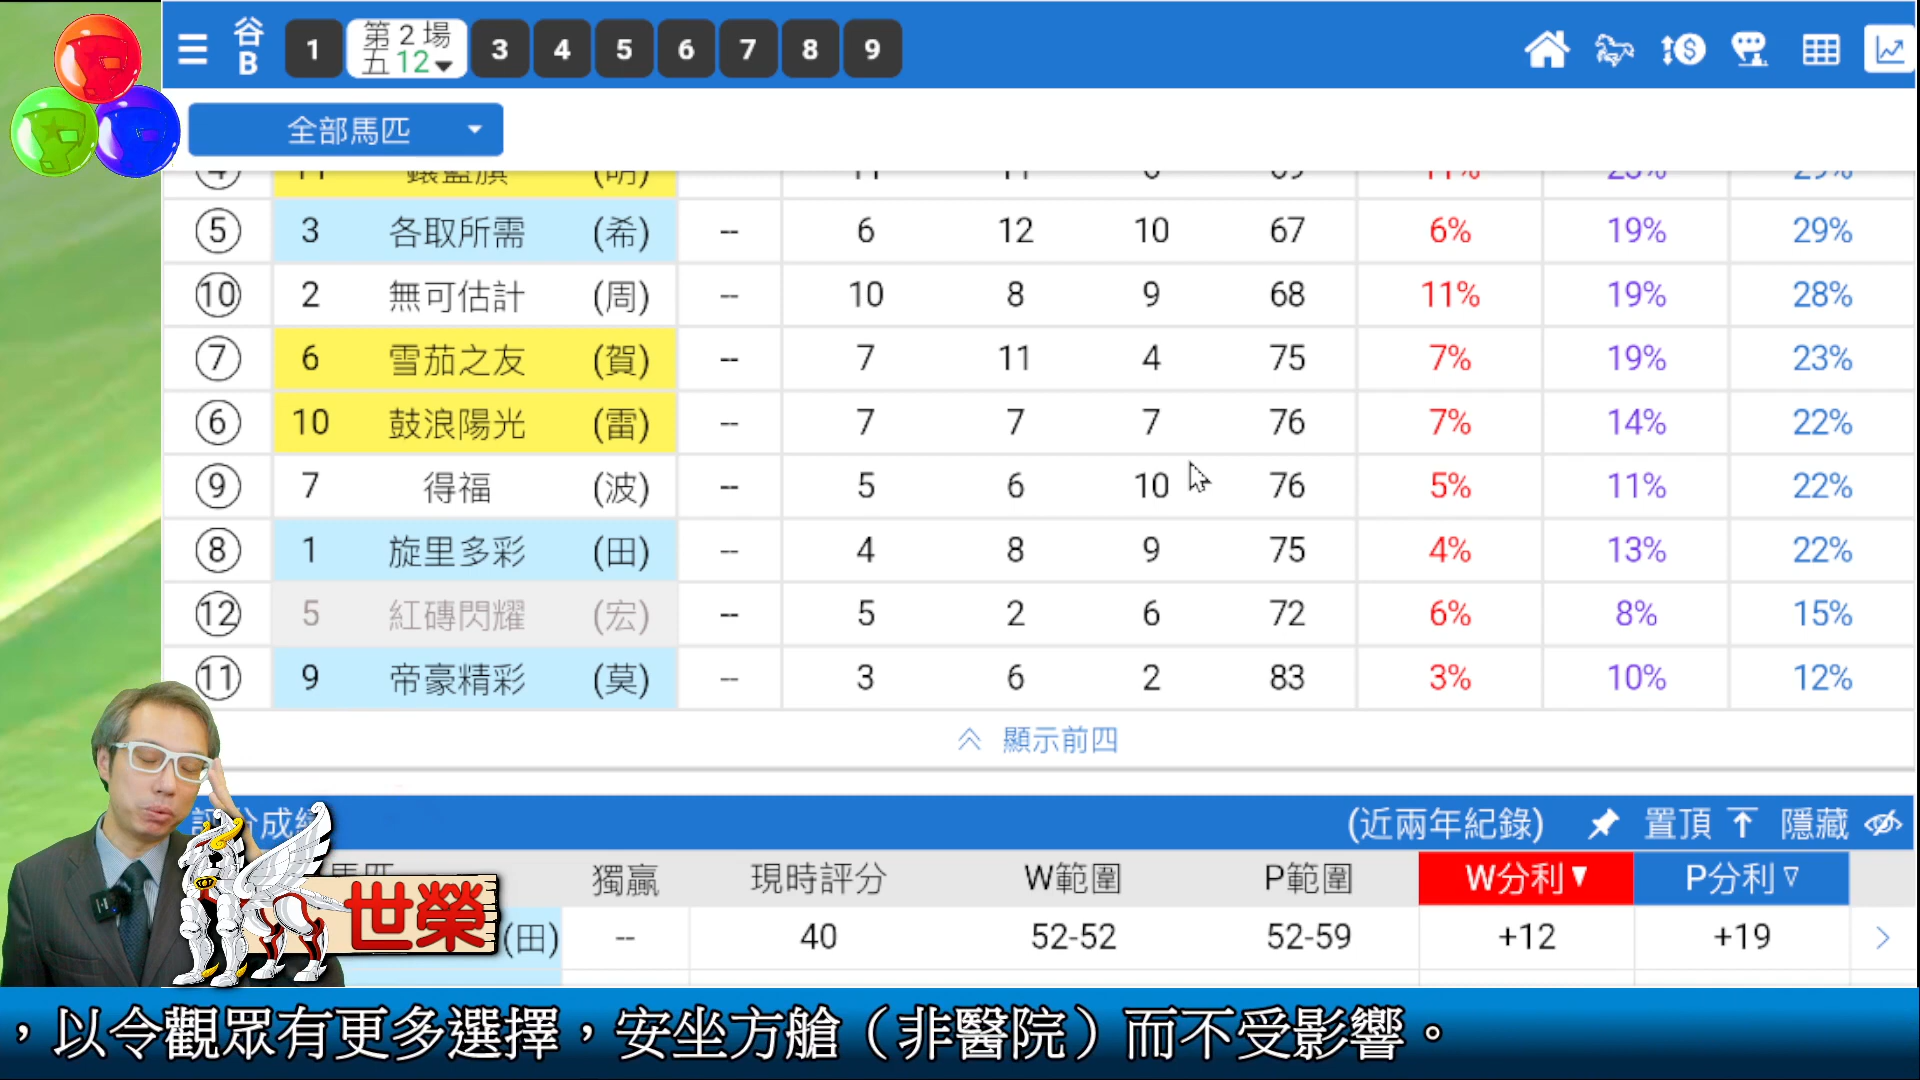 谷
B
1
第 2 場
五 12
3
4
5
6
7
8
9
全部馬匹
⑤ 3 各取所需 (希) -- 6 12 10 67 6% 19% 29%
⑩ 2 無可估計 (周) -- 10 8 9 68 11% 19% 28%
⑦ 6 雪茄之友 (賀) -- 7 11 4 75 7% 19% 23%
⑥ 10 鼓浪陽光 (雷) -- 7 7 7 76 7% 14% 22%
⑨ 7 得福 (波) -- 5 6 10 76 5% 11% 22%
⑧ 1 旋里多彩 (田) -- 4 8 9 75 4% 13% 22%
⑫ 5 紅磚閃耀 (宏) -- 5 2 6 72 6% 8% 15%
⑪ 9 帝豪精彩 (莫) -- 3 6 2 83 3% 10% 12%
顯示前四
(近兩年紀錄) 置頂 隱藏
獨贏 現時評分 W範圍 P範圍 W分利▼ P分利▽
(田) -- 40 52-52 52-59 +12 +19
世榮
，以令觀眾有更多選擇，安坐方艙（非醫院）而不受影響。